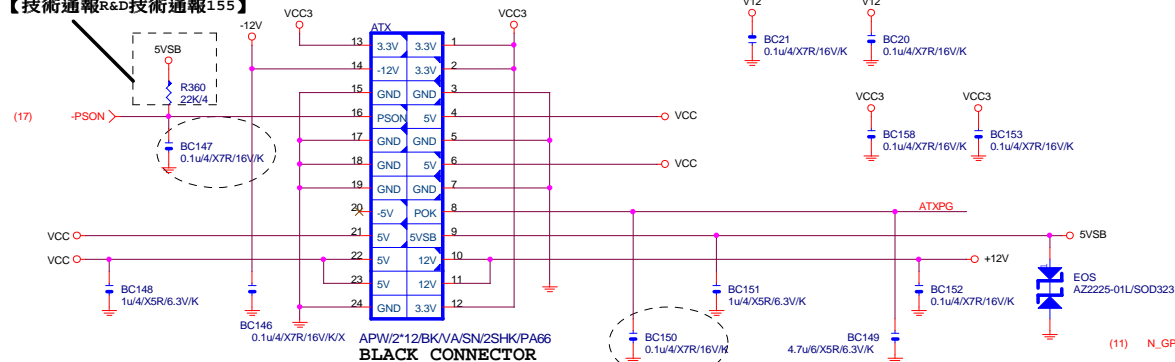 【技術通報R&D技術通報155】
-12V
VCC3
VCC3
V12
V12
5VSB
R360
22K/4
(17)
-PSON
BC147
0.1u/4/X7R/16V/K
ATX
13 3.3V 3.3V 1
14 -12V 3.3V 2
15 GND GND 3
16 PSON 5V 4
17 GND GND 5
18 GND 5V 6
19 GND GND 7
20 -5V POK 8
21 5V 5VSB 9
22 5V 12V 10
23 5V 12V 11
24 GND 3.3V 12
APW/2*12/BK/VA/SN/2SHK/PA66
BLACK CONNECTOR
VCC
VCC
BC148
1u/4/X5R/6.3V/K
BC146
0.1u/4/X7R/16V/K/X
VCC
VCC
BC21
0.1u/4/X7R/16V/K
BC20
0.1u/4/X7R/16V/K
VCC3
VCC3
BC158
0.1u/4/X7R/16V/K
BC153
0.1u/4/X7R/16V/K
ATXPG
5VSB
+12V
BC151
1u/4/X5R/6.3V/K
BC152
0.1u/4/X7R/16V/K
EOS
AZ2225-01L/SOD323
BC150
0.1u/4/X7R/16V/K
BC149
4.7u/6/X5R/6.3V/K
(11)